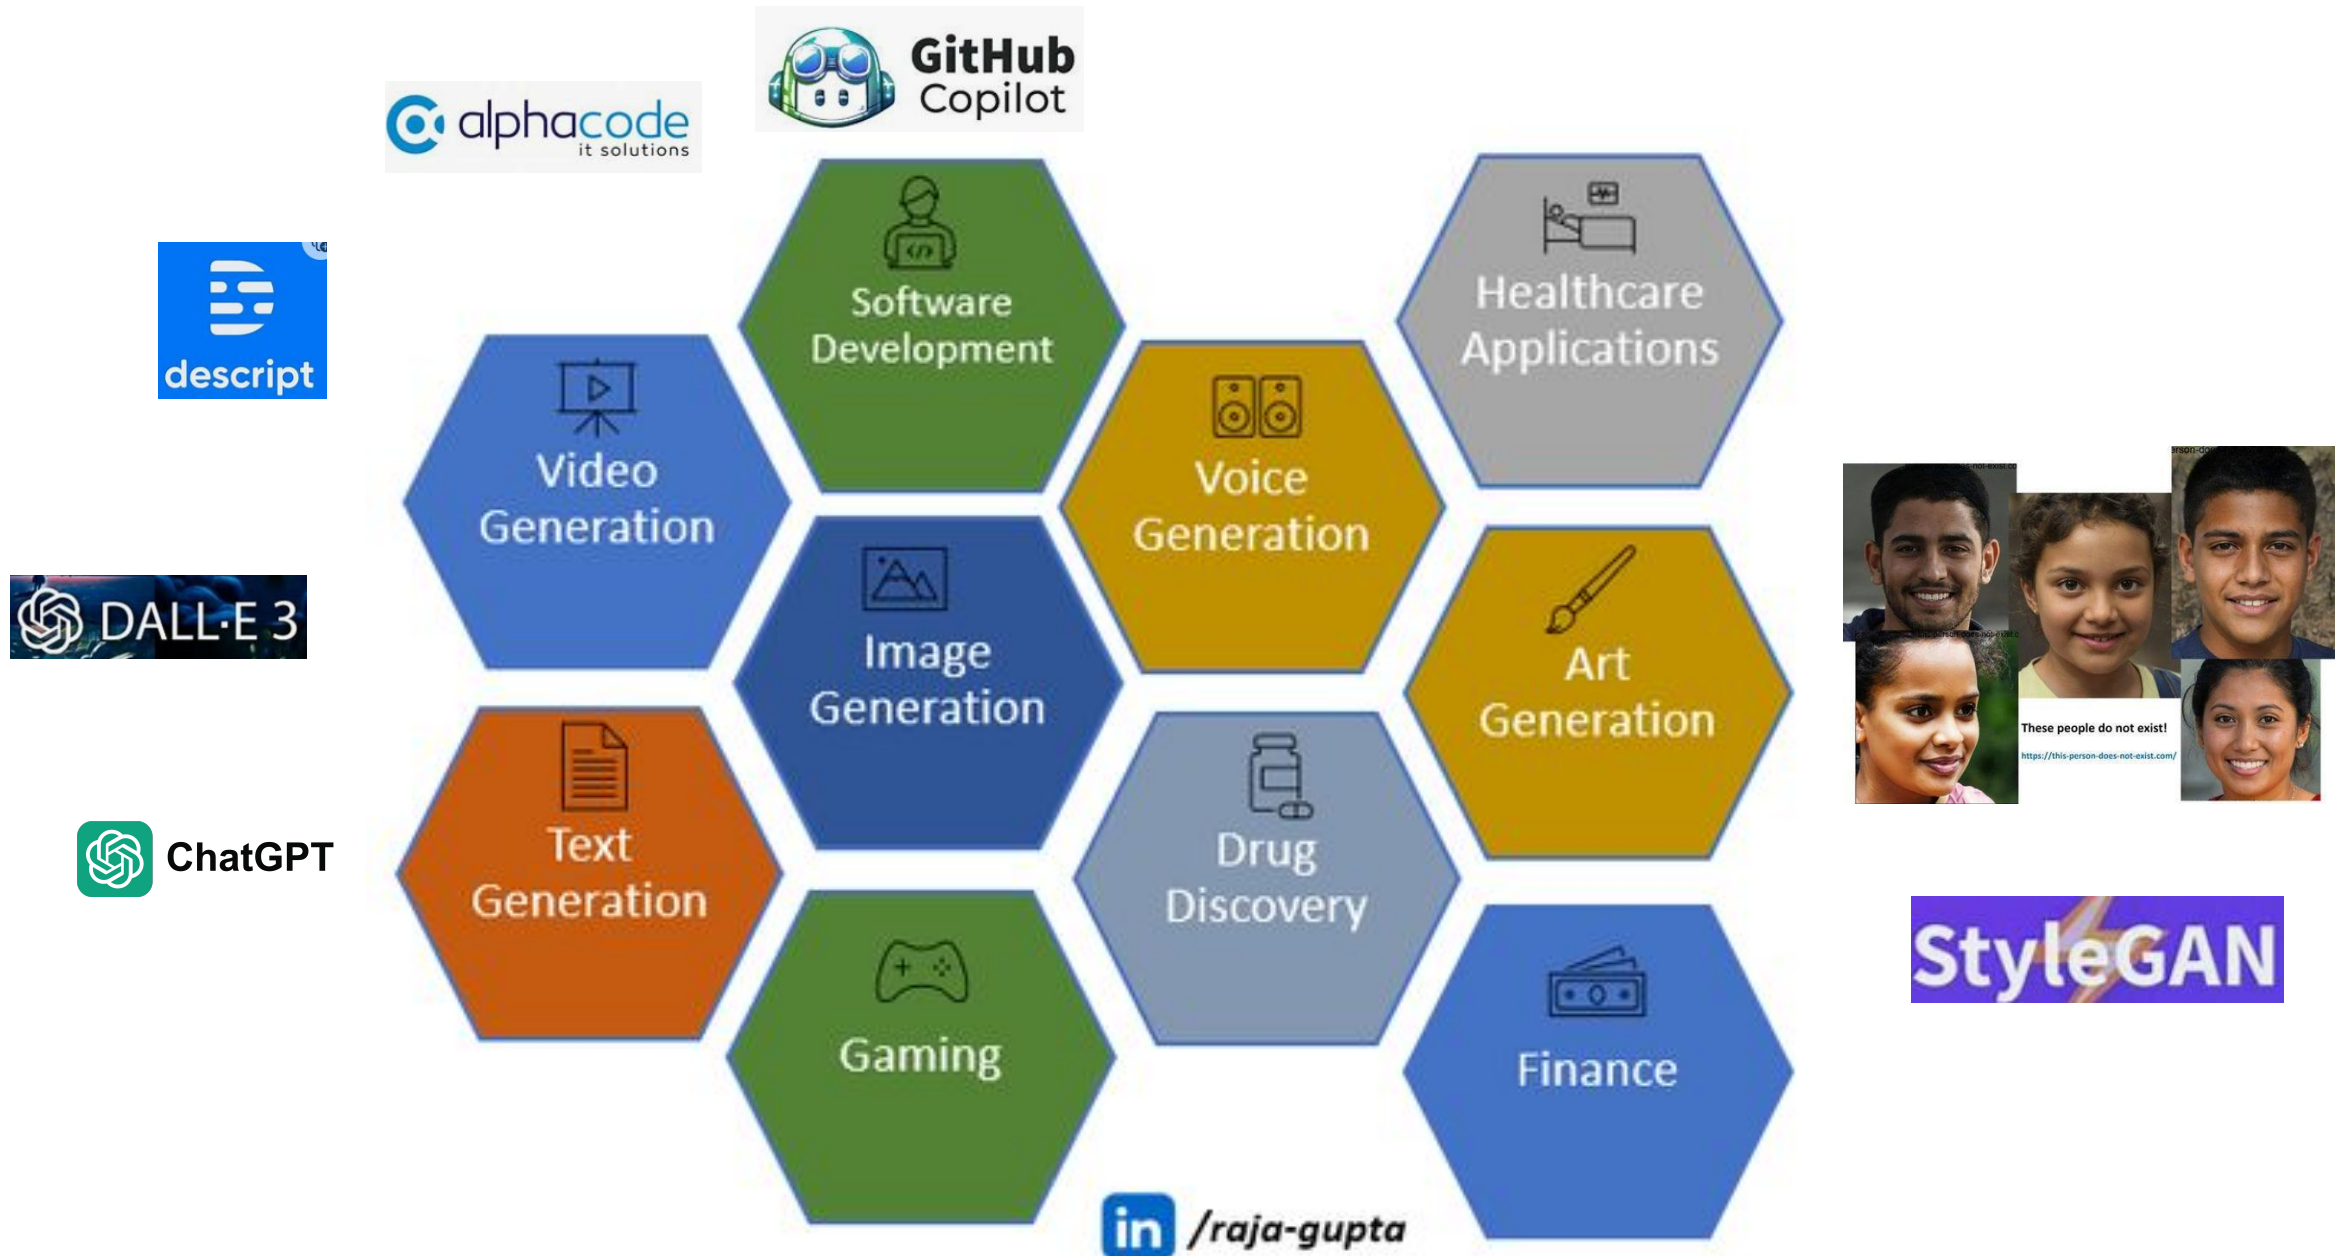 GitHub
Copilot
alphacode
it solutions
descript
Software
Development
Healthcare
Applications
Video
Generation
Voice
Generation
DALL·E 3
Image
Generation
Art
Generation
These people do not exist!
https://this-person-does-not-exist.com/
ChatGPT
Text
Generation
Drug
Discovery
StyleGAN
Gaming
Finance
in /raja-gupta